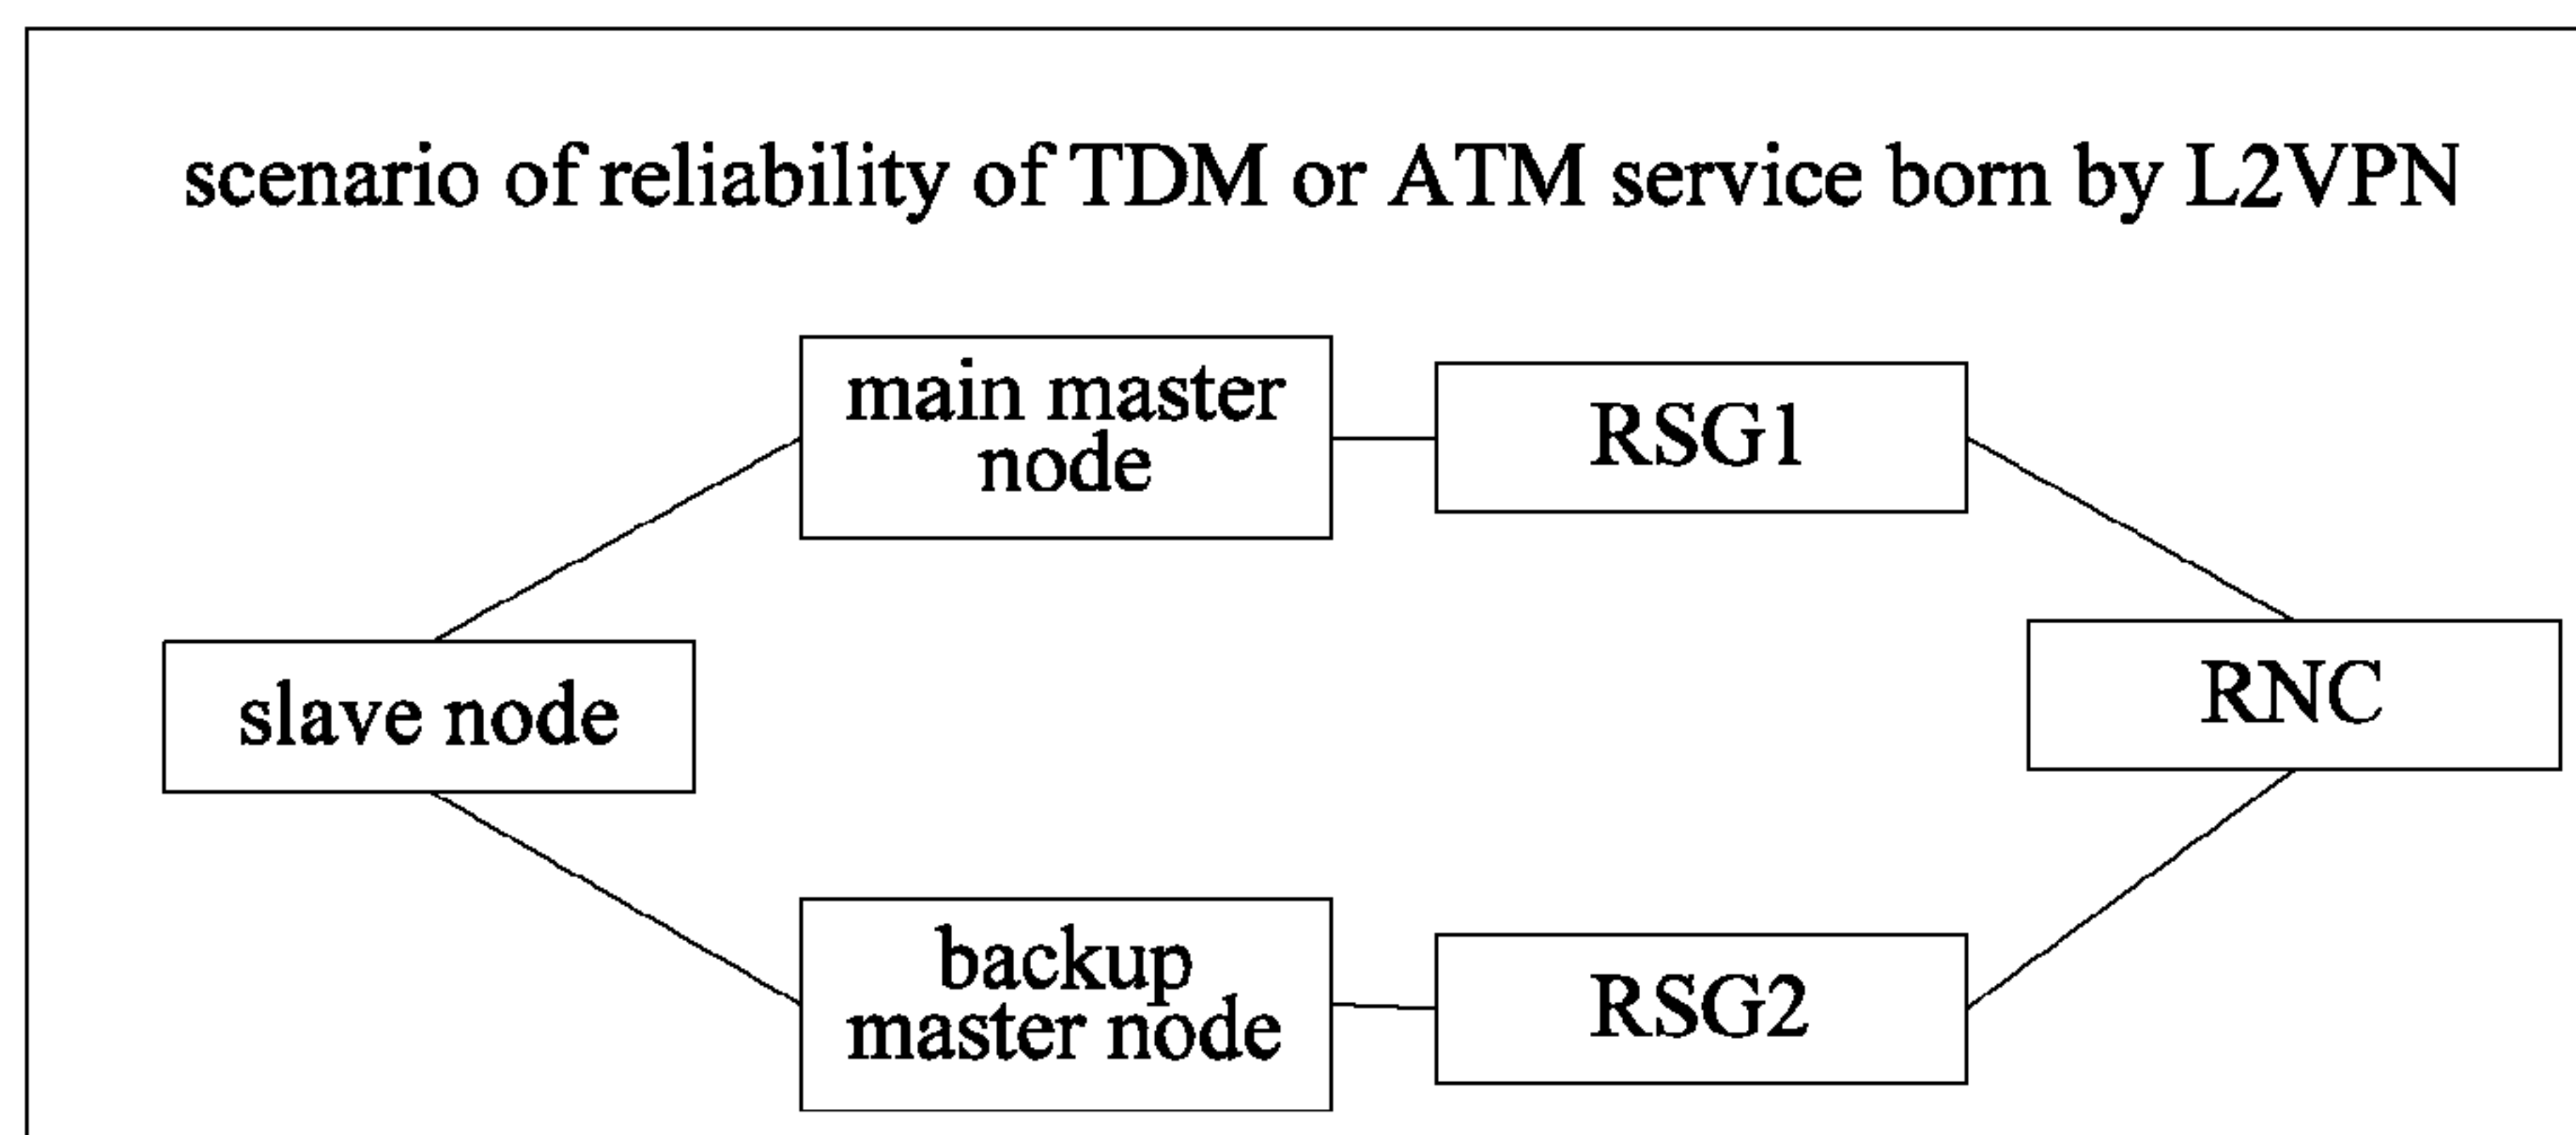 scenario of reliability of TDM or ATM service born by L2VPN
main master
node
RSG1
slave node
RNC
backup
master node
RSG2